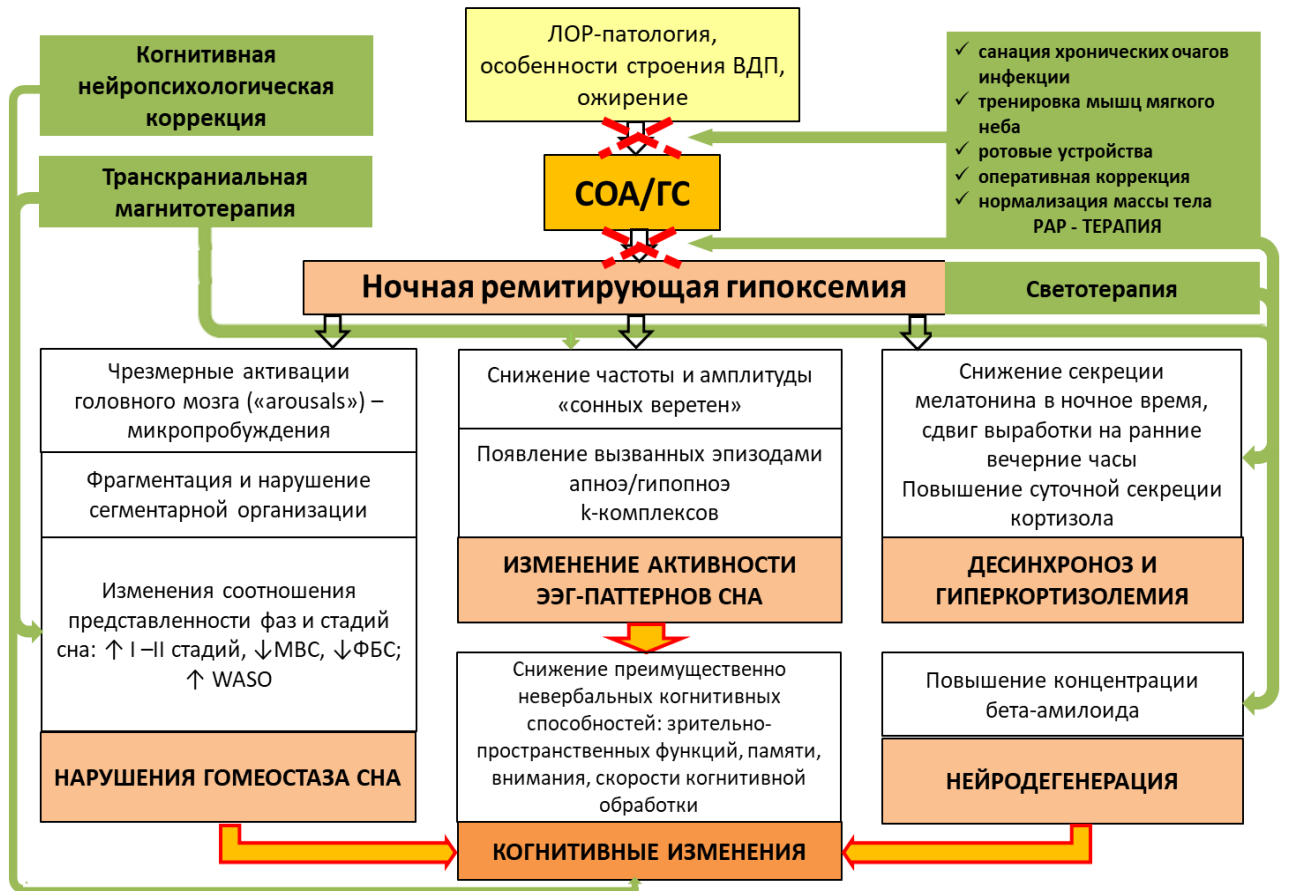 Когнитивная
нейропсихологическая
коррекция
Транскраниальная
магнитотерапия
ЛОР-патология,
особенности строения ВДП,
ожирение
✓ санация хронических очагов
инфекции
✓ тренировка мышц мягкого
неба
✓ ротовые устройства
✓ оперативная коррекция
✓ нормализация массы тела
PAP - ТЕРАПИЯ
СОА/ГС
Ночная ремитирующая гипоксемия
Светотерапия
Чрезмерные активации
головного мозга («arousals») –
микропробуждения
Фрагментация и нарушение
сегментарной организации
Изменения соотношения
представленности фаз и стадий
сна: ↑ I –II стадий, ↓МВС, ↓ФБС;
↑ WASO
НАРУШЕНИЯ ГОМЕОСТАЗА СНА
Снижение частоты и амплитуды
«сонных веретен»
Появление вызванных эпизодами
апноэ/гипопноэ
k-комплексов
ИЗМЕНЕНИЕ АКТИВНОСТИ
ЭЭГ-ПАТТЕРНОВ СНА
Снижение преимущественно
невербальных когнитивных
способностей: зрительно-
пространственных функций, памяти,
внимания, скорости когнитивной
обработки
КОГНИТИВНЫЕ ИЗМЕНЕНИЯ
Снижение секреции
мелатонина в ночное время,
сдвиг выработки на ранние
вечерние часы
Повышение суточной секреции
кортизола
ДЕСИНХРОНОЗ И
ГИПЕРКОРТИЗОЛЕМИЯ
Повышение концентрации
бета-амилоида
НЕЙРОДЕГЕНЕРАЦИЯ